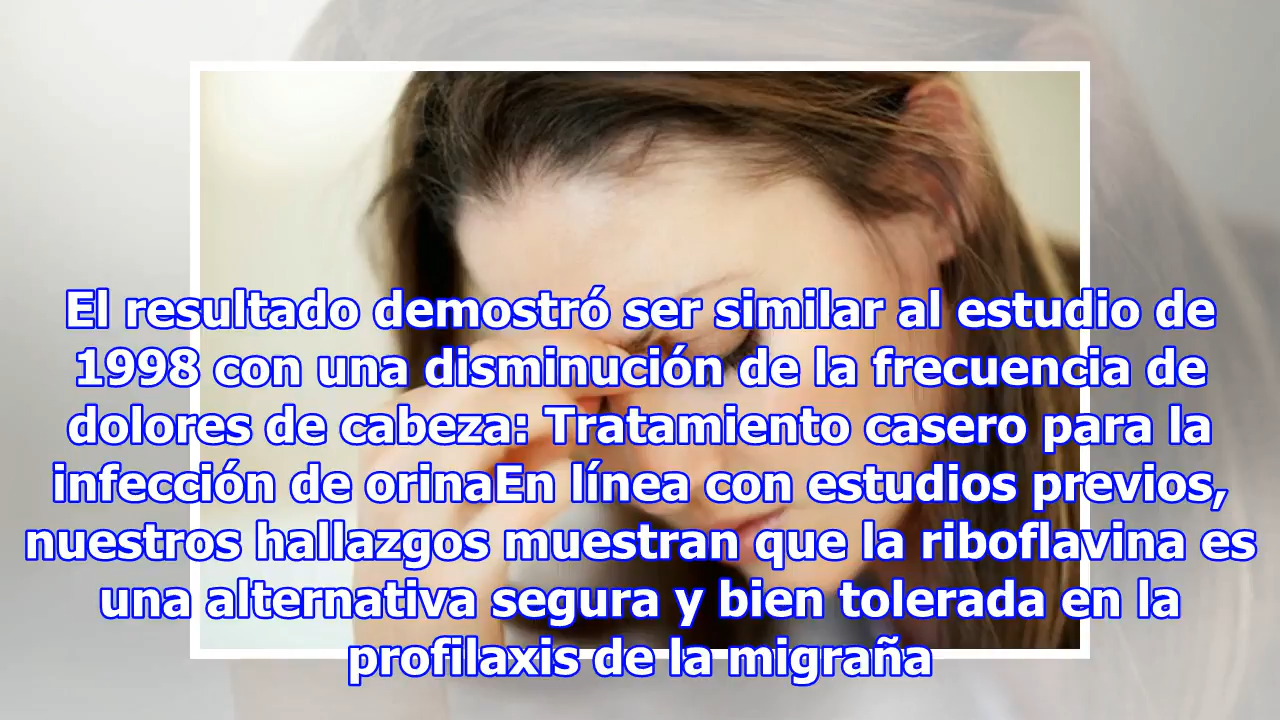 El resultado demostró ser similar al estudio de
1998 con una disminución de la frecuencia de
dolores de cabeza: Tratamiento casero para la
infección de orinaEn línea con estudios previos,
nuestros hallazgos muestran que la riboflavina es
una alternativa segura y bien tolerada en la
profilaxis de la migraña